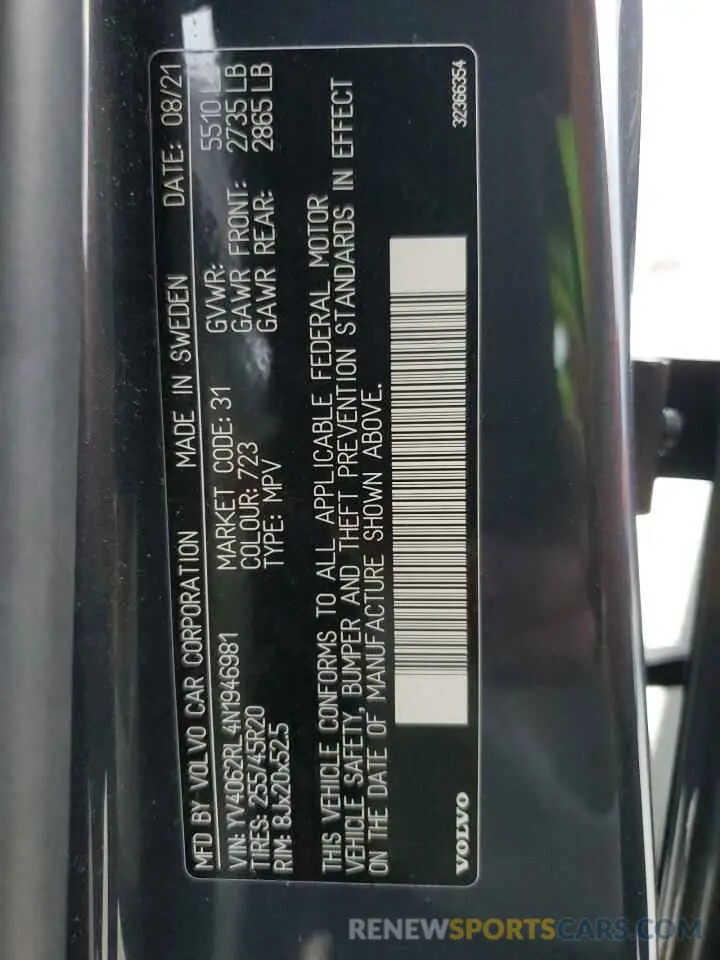 MFD BY VOLVO CAR CORPORATION MADE IN SWEDEN DATE: 08/21
VIN: YV4062RL4N1946981 MARKET CODE: 31 GVWR: 5510 L
TIRES: 255/45R20 COLOUR: 723 GAWR FRONT: 2735 LB
RIM: 8Jx20x52.5 TYPE: MPV GAWR REAR: 2865 LB
THIS VEHICLE CONFORMS TO ALL APPLICABLE FEDERAL MOTOR
VEHICLE SAFETY, BUMPER AND THEFT PREVENTION STANDARDS IN EFFECT
ON THE DATE OF MANUFACTURE SHOWN ABOVE.
VOLVO 32366354
RENEWSPORTSCARS.COM